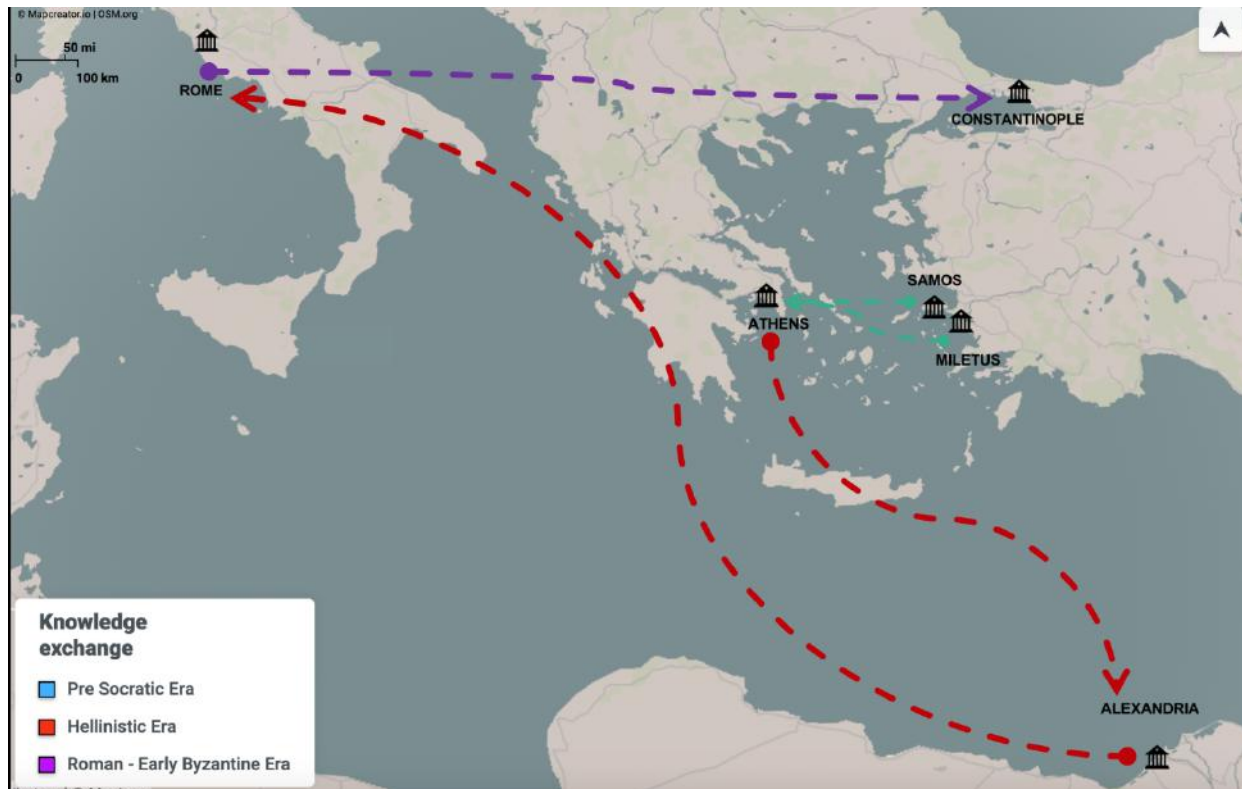 © Mapcreator.io | OSM.org
50 mi
0 100 km
ROME
CONSTANTINOPLE
SAMOS
ATHENS
MILETUS
ALEXANDRIA
Knowledge
exchange
Pre Socratic Era
Hellinistic Era
Roman - Early Byzantine Era